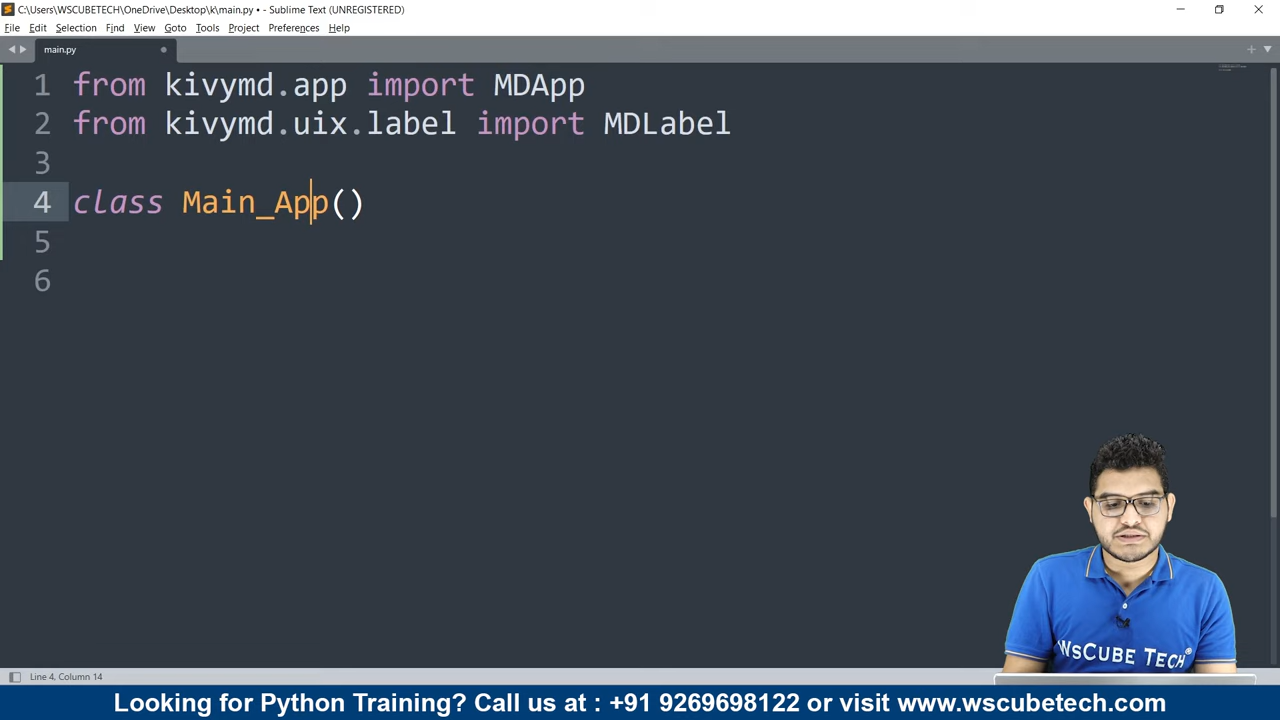 C:\Users\WSCUBETECH\OneDrive\Desktop\k\main.py • - Sublime Text (UNREGISTERED)
File Edit Selection Find View Goto Tools Project Preferences Help
main.py
1 from kivymd.app import MDApp
2 from kivymd.uix.label import MDLabel
3
4 class Main_App()
5
6
WsCube Tech®
Line 4, Column 14
Looking for Python Training? Call us at : +91 9269698122 or visit www.wscubetech.com